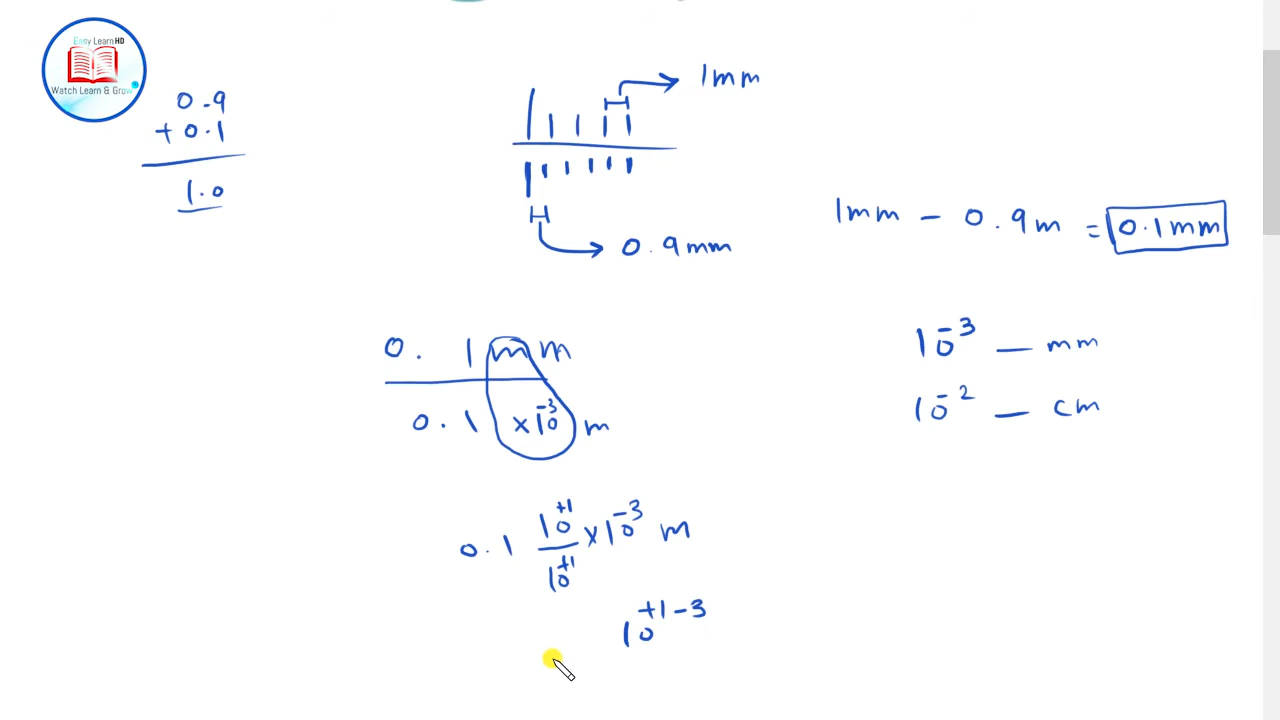 Easy Learn HD
Watch Learn & Grow
0.9
+ 0.1
1.0
1mm
0.9mm
1mm - 0.9m = 0.1mm
0.1mm
0.1 ×10⁻³ m
10⁻³ — mm
10⁻² — cm
0.1 10⁺¹/10⁺¹ ×10⁻³ m
10⁺¹⁻³